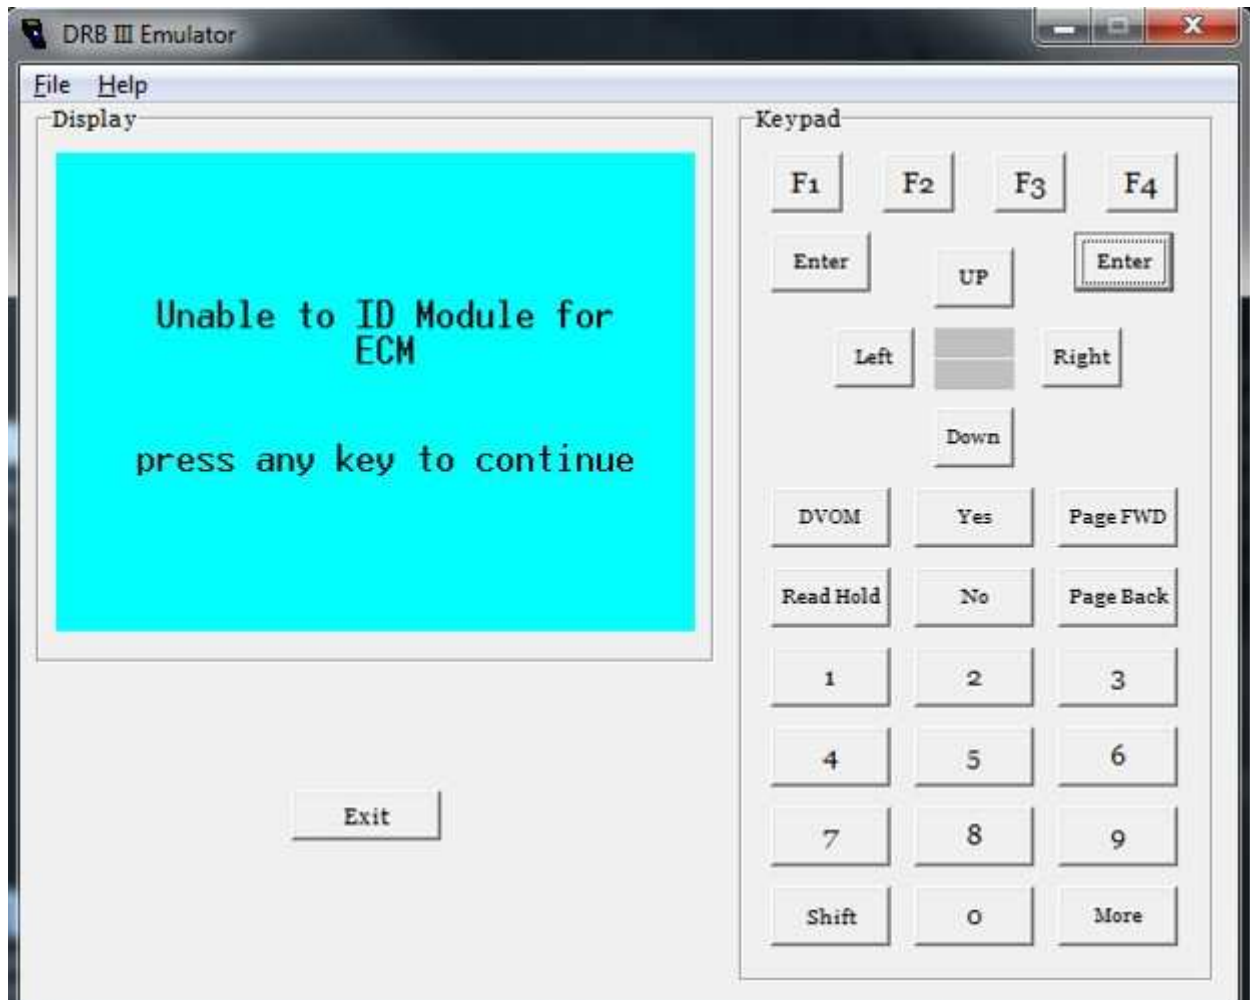 DRB III Emulator
File Help
Display
Unable to ID Module for
ECM
press any key to continue
Exit
Keypad
F1 F2 F3 F4
Enter UP Enter
Left Right
Down
DVOM Yes Page FWD
Read Hold No Page Back
1 2 3
4 5 6
7 8 9
Shift 0 More